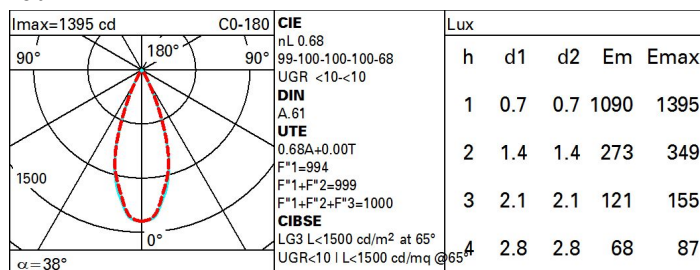 Imax=1395 cd C0-180
90° 180° 90°
1500
0°
α=38°
CIE
nL 0.68
99-100-100-100-68
UGR <10-<10
DIN
A.61
UTE
0.68A+0.00T
F"1=994
F"1+F"2=999
F"1+F"2+F"3=1000
CIBSE
LG3 L<1500 cd/m² at 65°
UGR<10 | L<1500 cd/mq @65°
Lux
h d1 d2 Em Emax
1 0.7 0.7 1090 1395
2 1.4 1.4 273 349
3 2.1 2.1 121 155
4 2.8 2.8 68 87